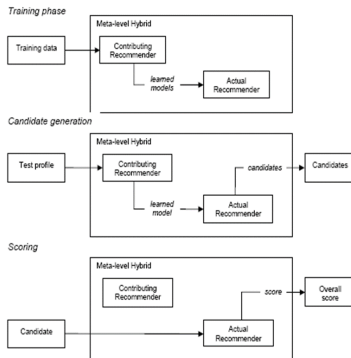 Training phase
Meta-level Hybrid
Training data
Contributing
Recommender
learned
models
Actual
Recommender
Candidate generation
Meta-level Hybrid
Test profile
Contributing
Recommender
candidates
Candidates
learned
model
Actual
Recommender
Scoring
Meta-level Hybrid
Contributing
Recommender
score
Overall
score
Candidate
Actual
Recommender